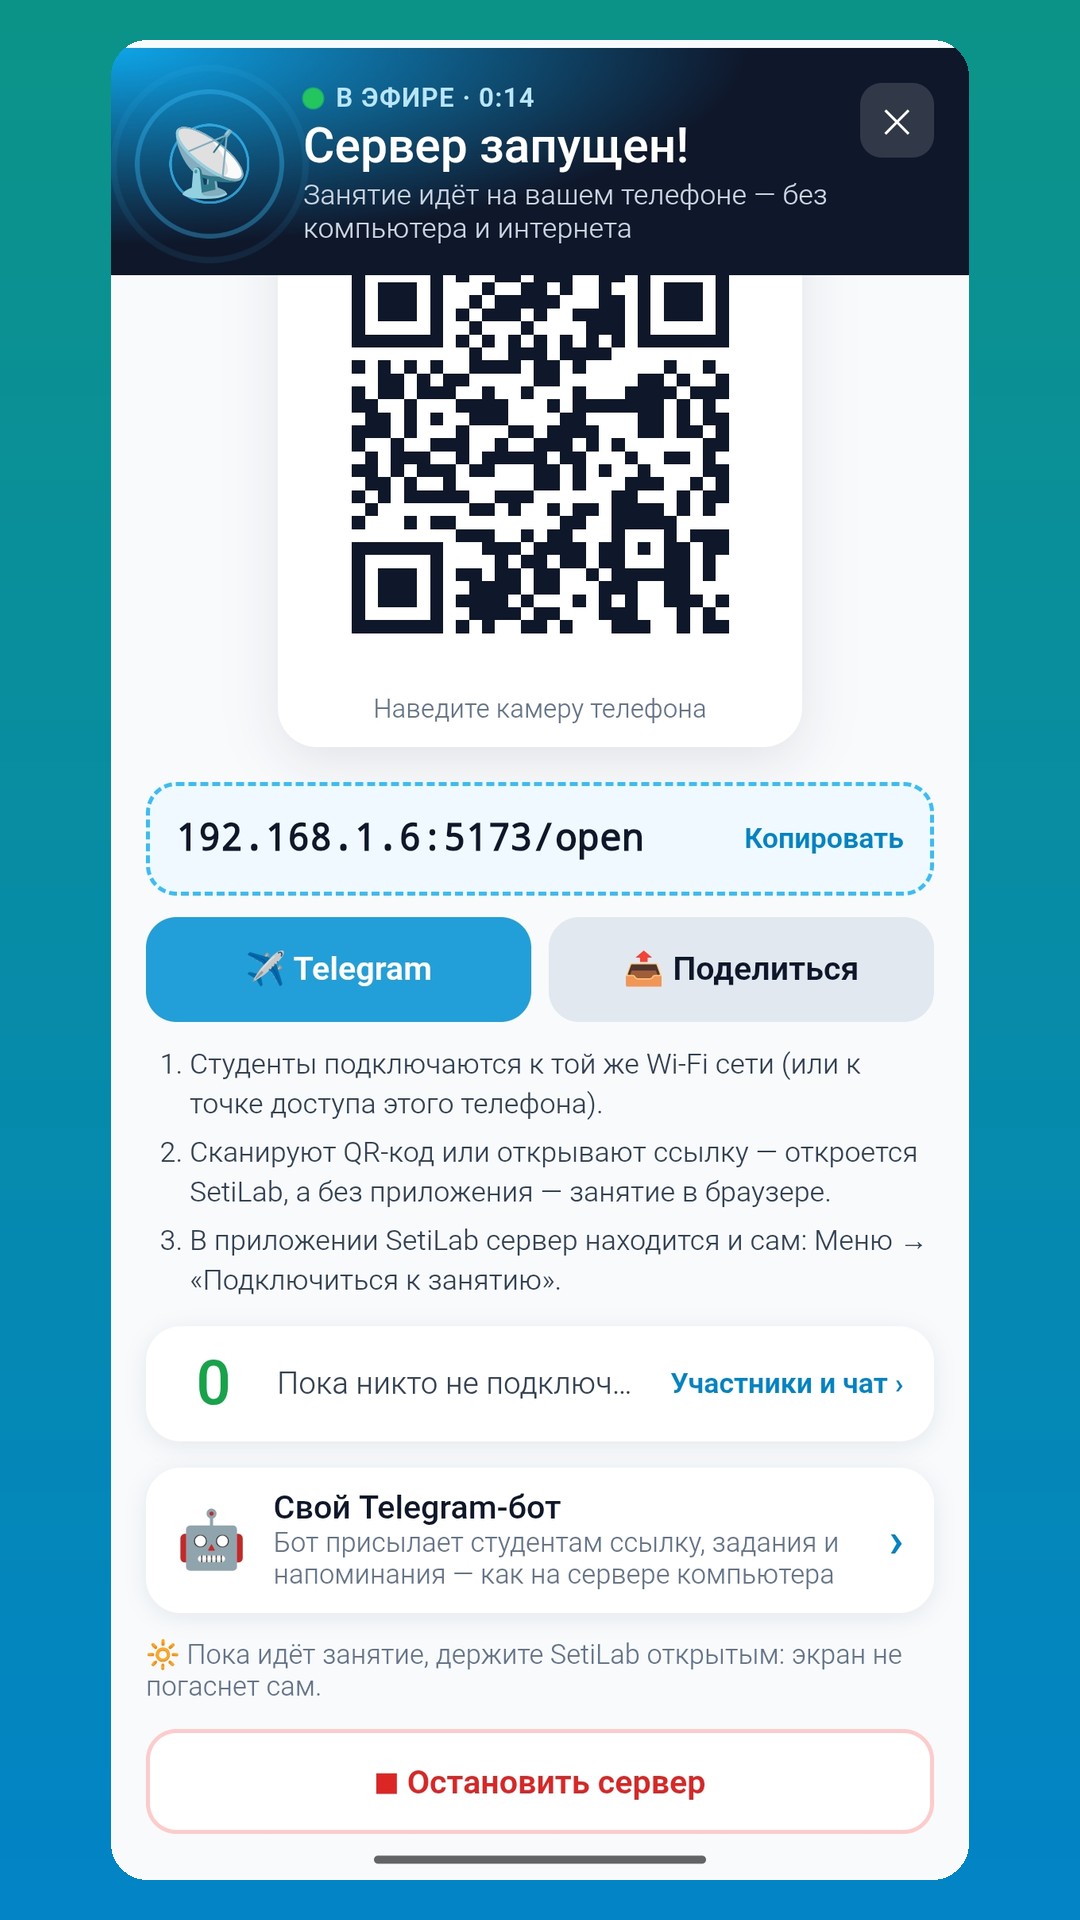 В ЭФИРЕ · 0:14
Сервер запущен!
Занятие идёт на вашем телефоне — без
компьютера и интернета
Наведите камеру телефона
192.168.1.6:5173/open
Копировать
Telegram
Поделиться
1. Студенты подключаются к той же Wi-Fi сети (или к
точке доступа этого телефона).
2. Сканируют QR-код или открывают ссылку — откроется
SetiLab, а без приложения — занятие в браузере.
3. В приложении SetiLab сервер находится и сам: Меню →
«Подключиться к занятию».
0
Пока никто не подключ...
Участники и чат ›
Свой Telegram-бот
Бот присылает студентам ссылку, задания и
напоминания — как на сервере компьютера
Пока идёт занятие, держите SetiLab открытым: экран не
погаснет сам.
Остановить сервер